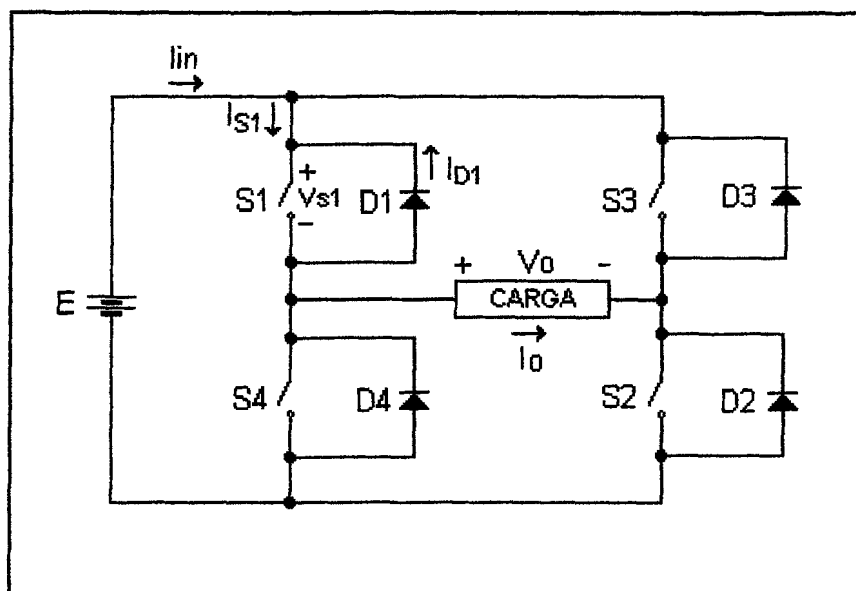 Iin
IS1
+
S1
Vs1
-
D1
ID1
S3
D3
E
+
Vo
-
CARGA
Io
S4
D4
S2
D2